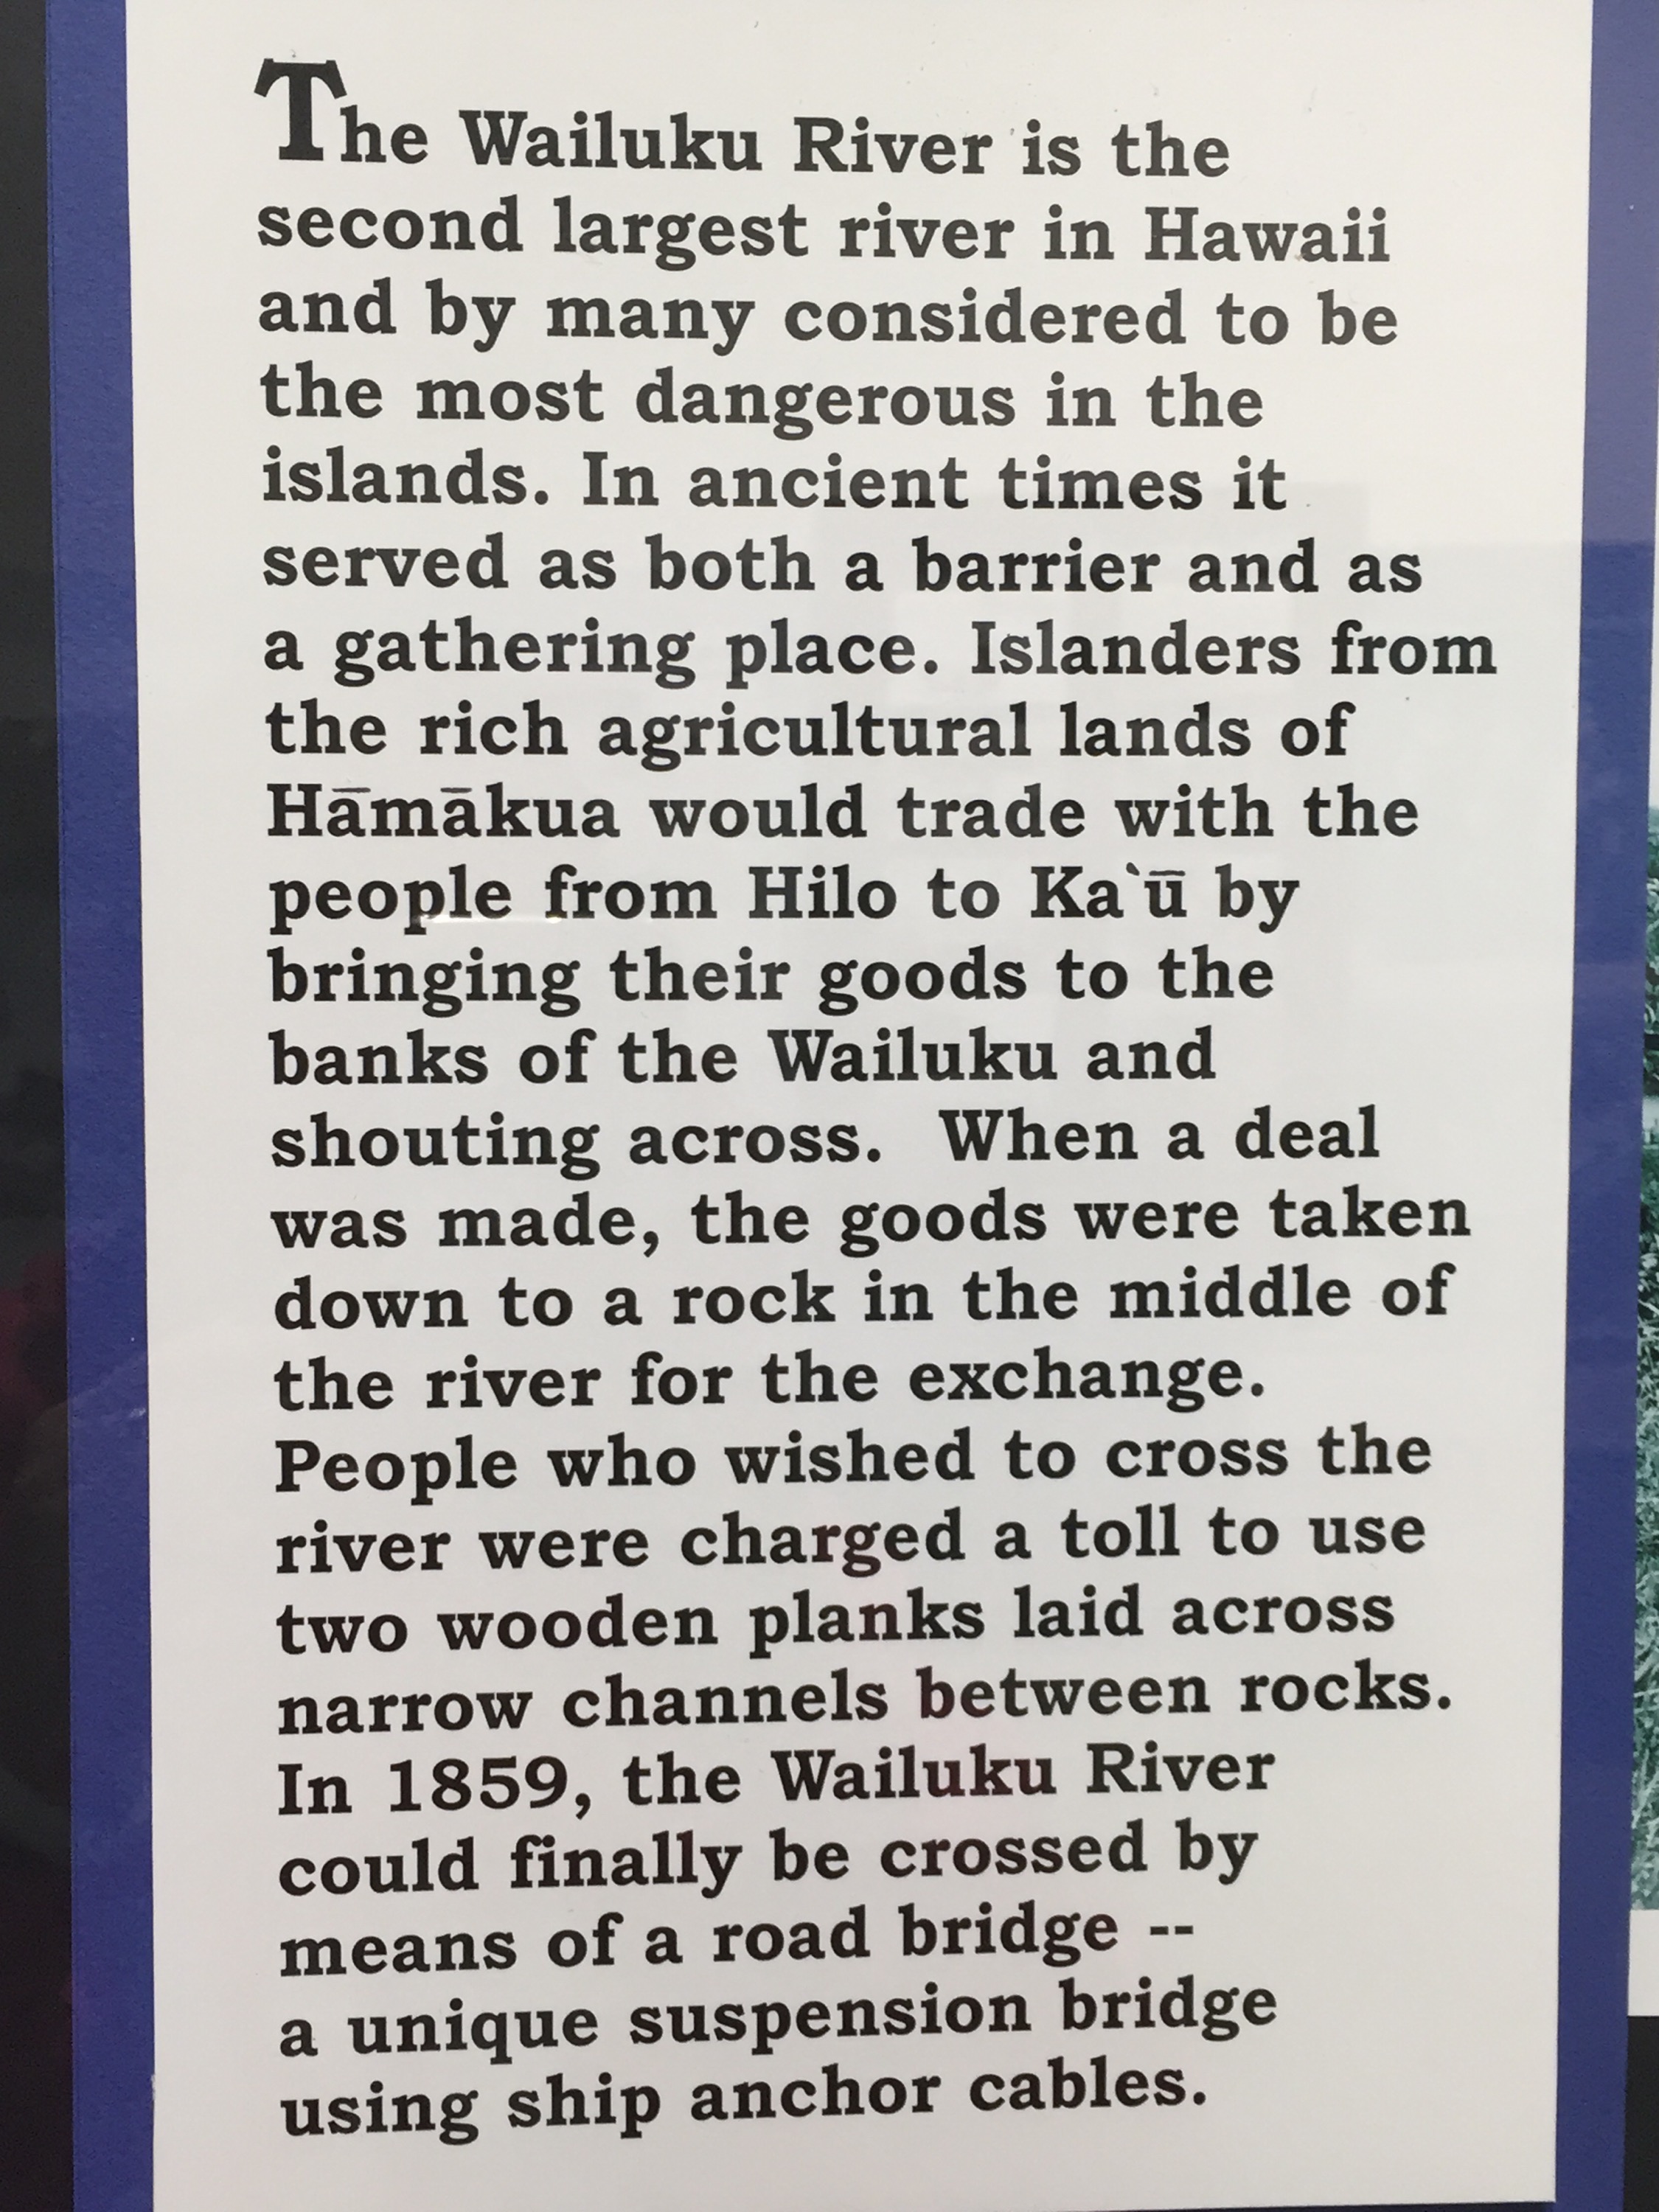 The Wailuku River is the
second largest river in Hawaii
and by many considered to be
the most dangerous in the
islands. In ancient times it
served as both a barrier and as
a gathering place. Islanders from
the rich agricultural lands of
Hāmākua would trade with the
people from Hilo to Ka`ū by
bringing their goods to the
banks of the Wailuku and
shouting across.  When a deal
was made, the goods were taken
down to a rock in the middle of
the river for the exchange.
People who wished to cross the
river were charged a toll to use
two wooden planks laid across
narrow channels between rocks.
In 1859, the Wailuku River
could finally be crossed by
means of a road bridge --
a unique suspension bridge
using ship anchor cables.